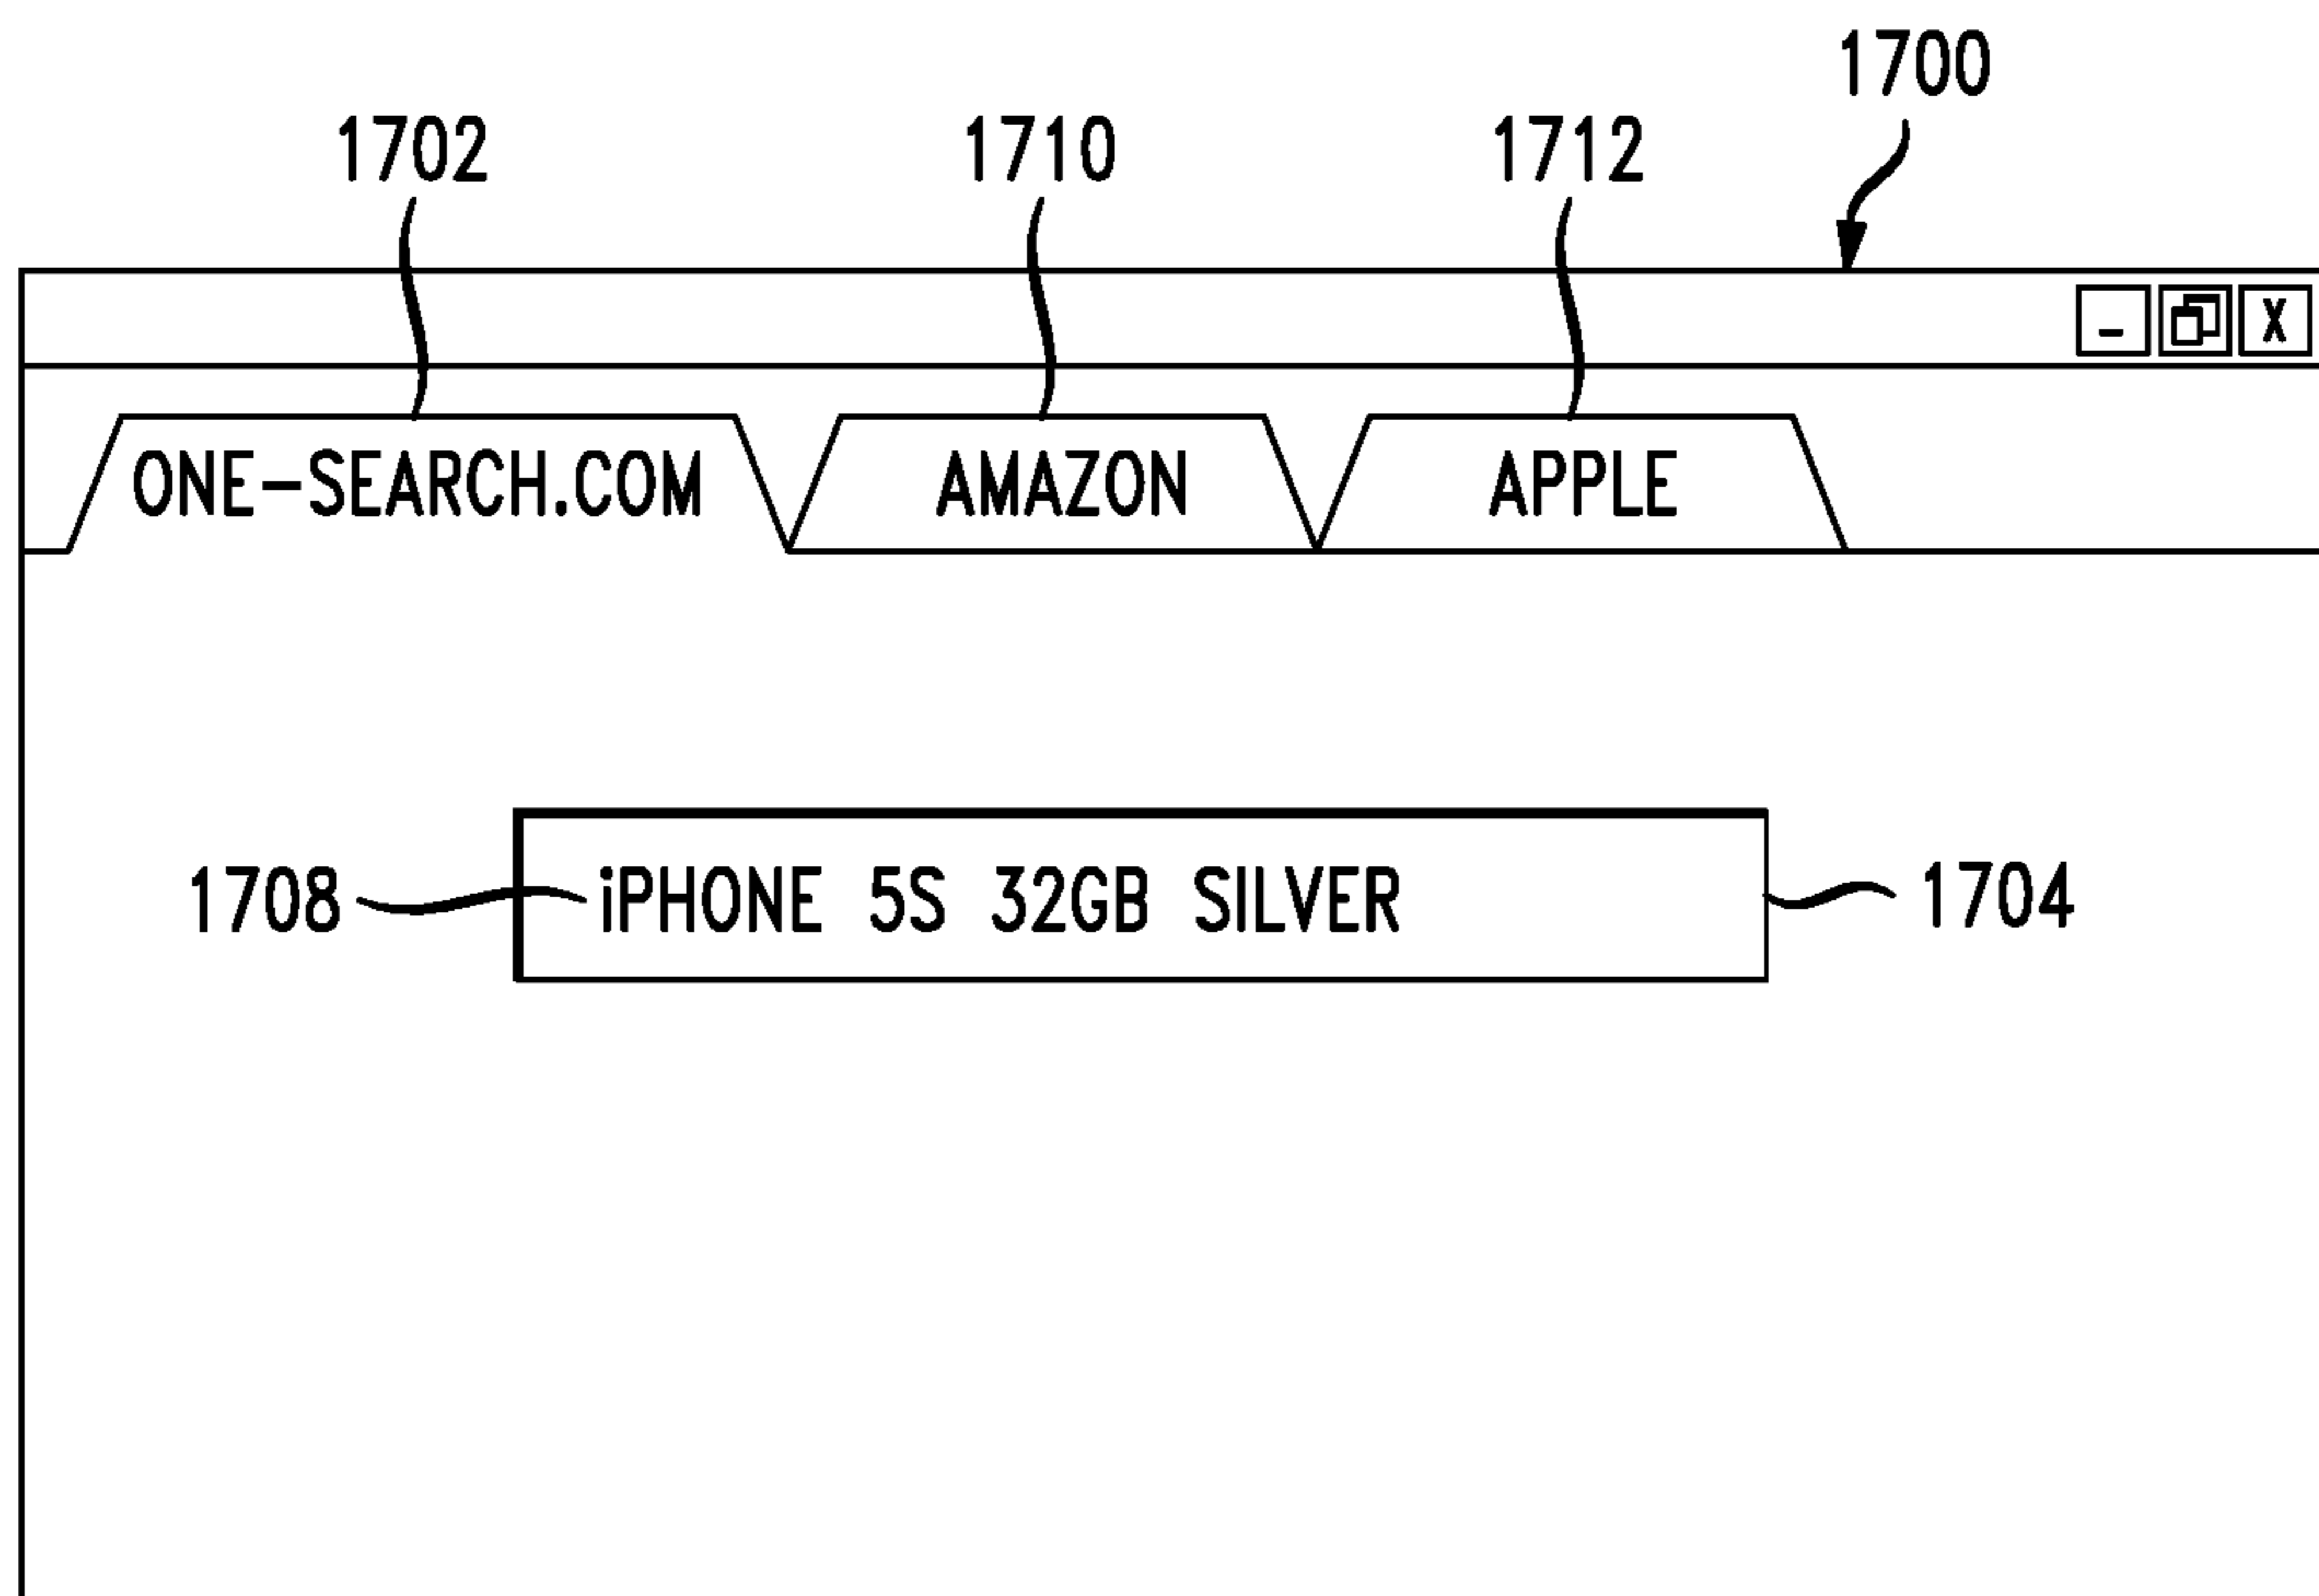 1700
1702 1710 1712
- X
ONE-SEARCH.COM AMAZON APPLE
1708 iPHONE 5S 32GB SILVER 1704